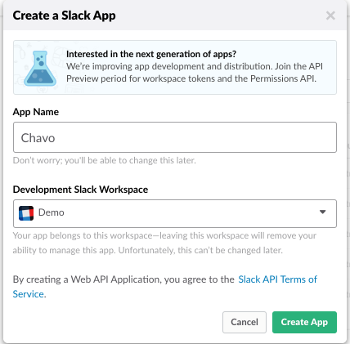 Create a Slack App
Interested in the next generation of apps?
We're improving app development and distribution. Join the API
Preview period for workspace tokens and the Permissions API.
App Name
Chavo
Don't worry; you'll be able to change this later.
Development Slack Workspace
Demo
Your app belongs to this workspace—leaving this workspace will remove your
ability to manage this app. Unfortunately, this can't be changed later.
By creating a Web API Application, you agree to the Slack API Terms of
Service.
Cancel
Create App